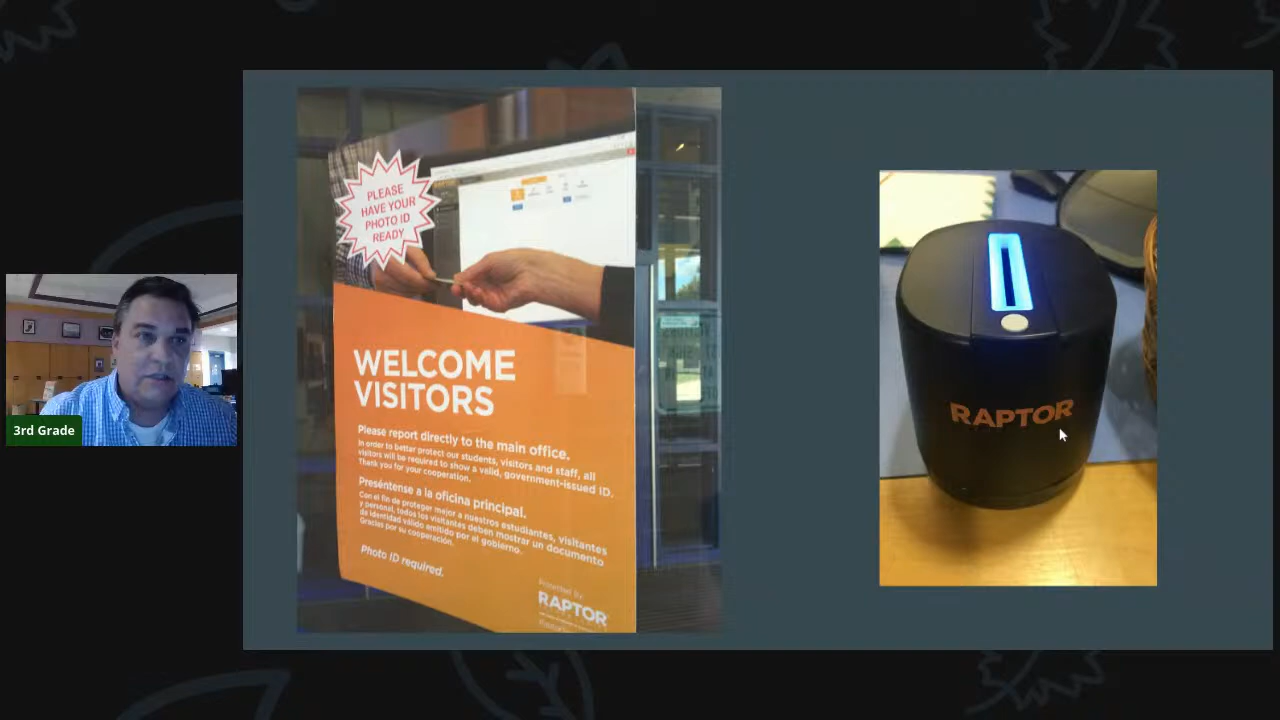 PLEASE
HAVE YOUR
PHOTO ID
READY
WELCOME
VISITORS
Please report directly to the main office.
In order to better protect our students, visitors and staff, all
visitors will be required to show a valid, government-issued ID.
Thank you for your cooperation.
Preséntense a la oficina principal.
Con el fin de proteger mejor a nuestros estudiantes, visitantes
y personal, todos los visitantes deben mostrar un documento
de identidad válido emitido por el gobierno.
Gracias por su cooperación.
Photo ID required.
Protected By
RAPTOR
RAPTOR
3rd Grade